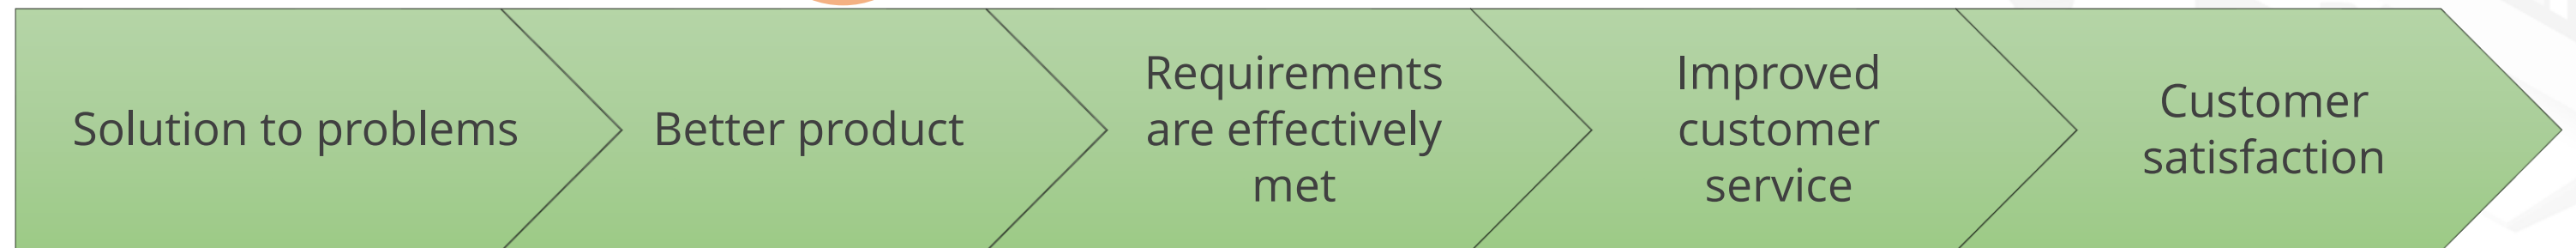 Solution to problems
Better product
Requirements
are effectively
met
Improved
customer
service
Customer
satisfaction